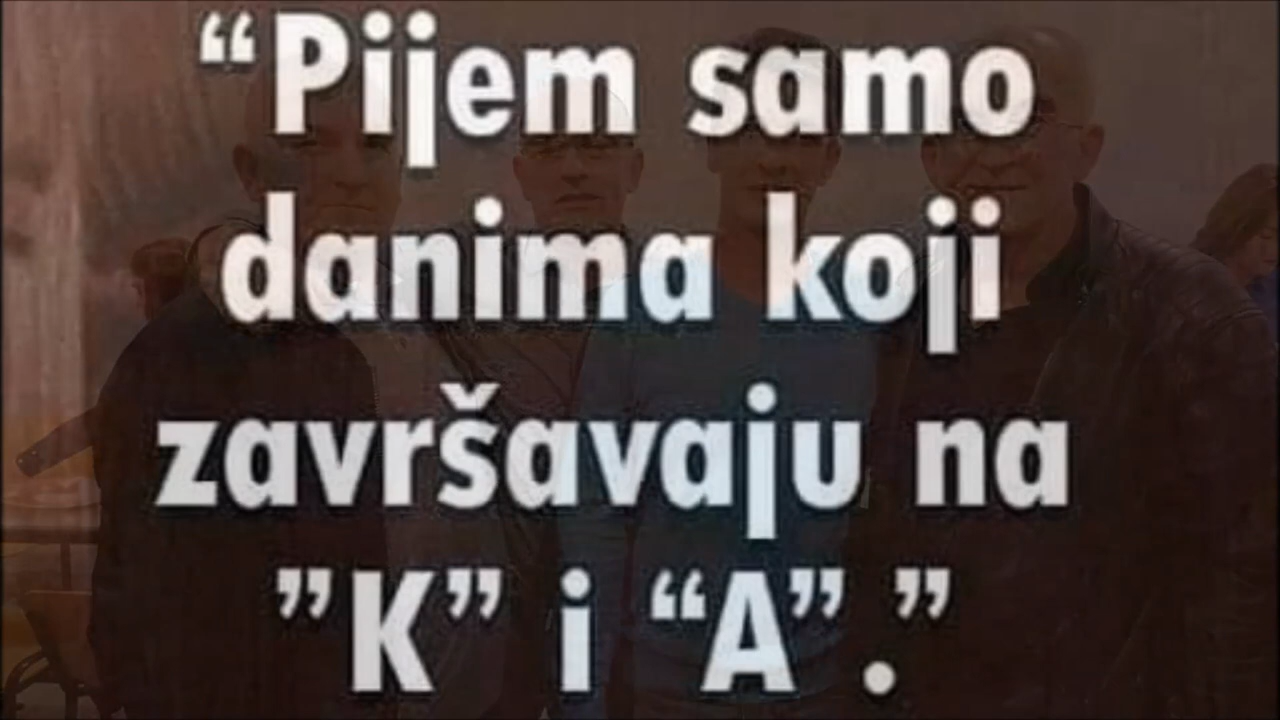 “Pijem samo
danima koji
završavaju na
”K” i “A”.”